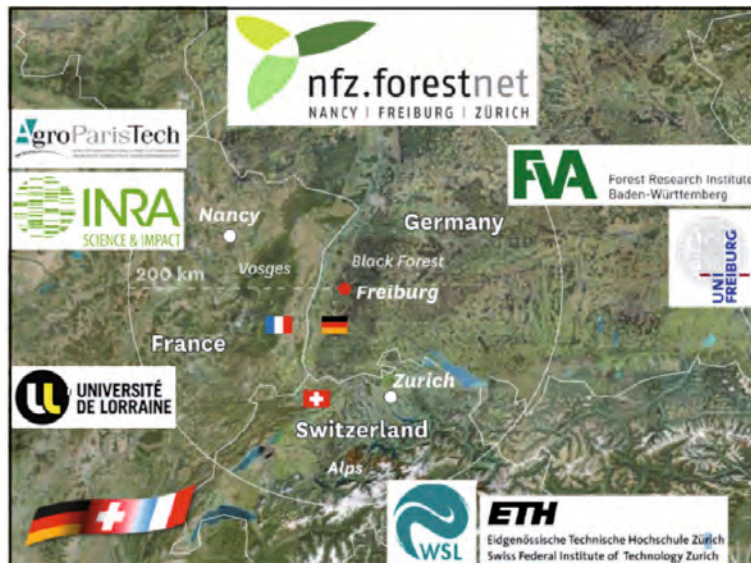 nfz.forestnet
NANCY | FREIBURG | ZÜRICH
AgroParisTech
INRA
SCIENCE & IMPACT
FVA
Forest Research Institute
Baden-Württemberg
UNI
FREIBURG
Nancy
Germany
Vosges
Black Forest
200 km
Freiburg
France
UNIVERSITÉ
DE LORRAINE
Zurich
Switzerland
Alps
WSL
ETH
Eidgenössische Technische Hochschule Zürich
Swiss Federal Institute of Technology Zurich